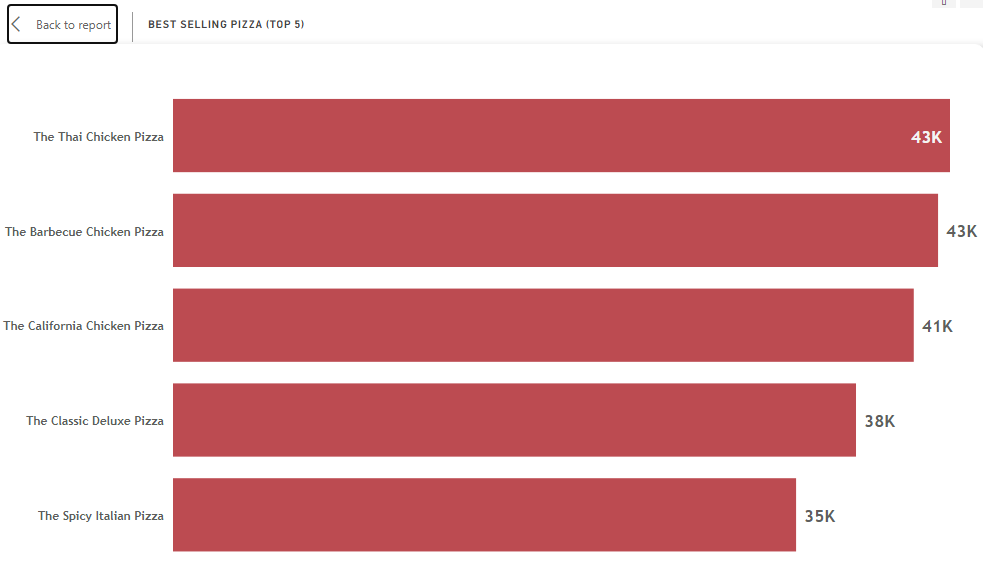 Back to report
BEST SELLING PIZZA (TOP 5)
The Thai Chicken Pizza
43K
The Barbecue Chicken Pizza
43K
The California Chicken Pizza
41K
The Classic Deluxe Pizza
38K
The Spicy Italian Pizza
35K